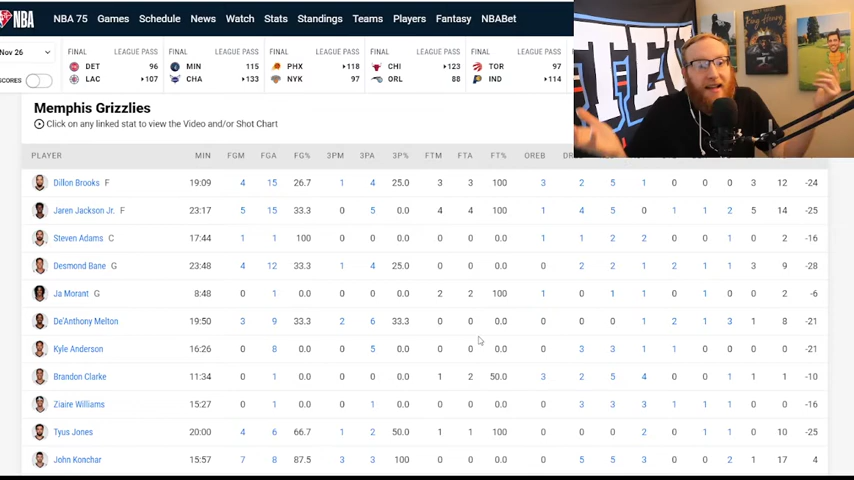 NBA NBA 75 Games Schedule News Watch Stats Standings Teams Players Fantasy NBABet
Nov 26 FINAL LEAGUE PASS FINAL LEAGUE PASS FINAL LEAGUE PASS FINAL LEAGUE PASS FINAL
DET 96 MIN 115 PHX 118 CHI 123 TOR 97
SCORES LAC 107 CHA 133 NYK 97 ORL 88 IND 114
Memphis Grizzlies
Click on any linked stat to view the Video and/or Shot Chart
PLAYER MIN FGM FGA FG% 3PM 3PA 3P% FTM FTA FT% OREB
Dillon Brooks F 19:09 4 15 26.7 1 4 25.0 3 3 100 3 2 5 1 0 0 0 3 12 -24
Jaren Jackson Jr. F 23:17 5 15 33.3 0 5 0.0 4 4 100 1 4 5 0 1 1 2 5 14 -25
Steven Adams C 17:44 1 1 100 0 0 0.0 0 0 0.0 1 1 2 2 0 0 1 0 2 -16
Desmond Bane G 23:48 4 12 33.3 1 4 25.0 0 0 0.0 0 2 2 1 2 1 1 3 9 -28
Ja Morant G 8:48 0 1 0.0 0 0 0.0 2 2 100 1 0 1 1 0 1 0 0 2 -6
De'Anthony Melton 19:50 3 9 33.3 2 6 33.3 0 0 0.0 0 0 0 1 2 1 3 1 8 -21
Kyle Anderson 16:26 0 8 0.0 0 5 0.0 0 0 0.0 0 3 3 1 1 0 0 0 0 -21
Brandon Clarke 11:34 0 1 0.0 0 0 0.0 1 2 50.0 3 2 5 4 0 0 1 1 1 -10
Ziaire Williams 15:27 0 1 0.0 0 1 0.0 0 0 0.0 0 3 3 3 1 1 1 0 0 -16
Tyus Jones 20:00 4 6 66.7 1 2 50.0 1 1 100 0 0 0 2 0 1 1 0 10 -25
John Konchar 15:57 7 8 87.5 3 3 100 0 0 0.0 0 5 5 3 0 0 2 1 17 4